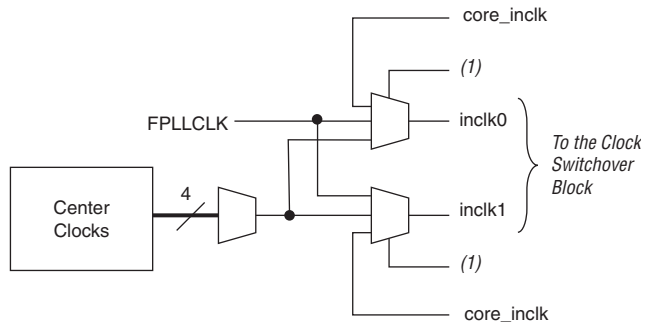 core_inclk
(1)
FPLLCLK
inclk0
To the Clock
Switchover
Block
4
Center
Clocks
inclk1
(1)
core_inclk